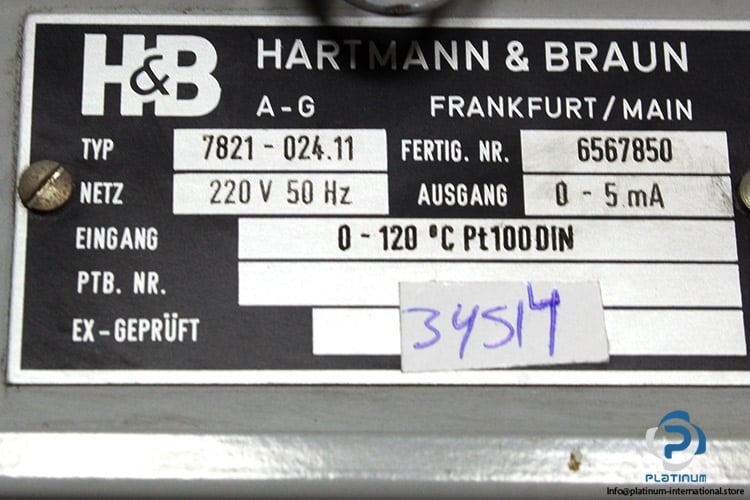 H&B HARTMANN & BRAUN
A-G FRANKFURT/MAIN
TYP 7821-024.11 FERTIG. NR. 6567850
NETZ 220 V 50 Hz AUSGANG 0 - 5 mA
EINGANG 0 - 120 °C Pt100DIN
PTB. NR.
EX-GEPRÜFT
34514
PLATINUM
Info@platinum-international.store